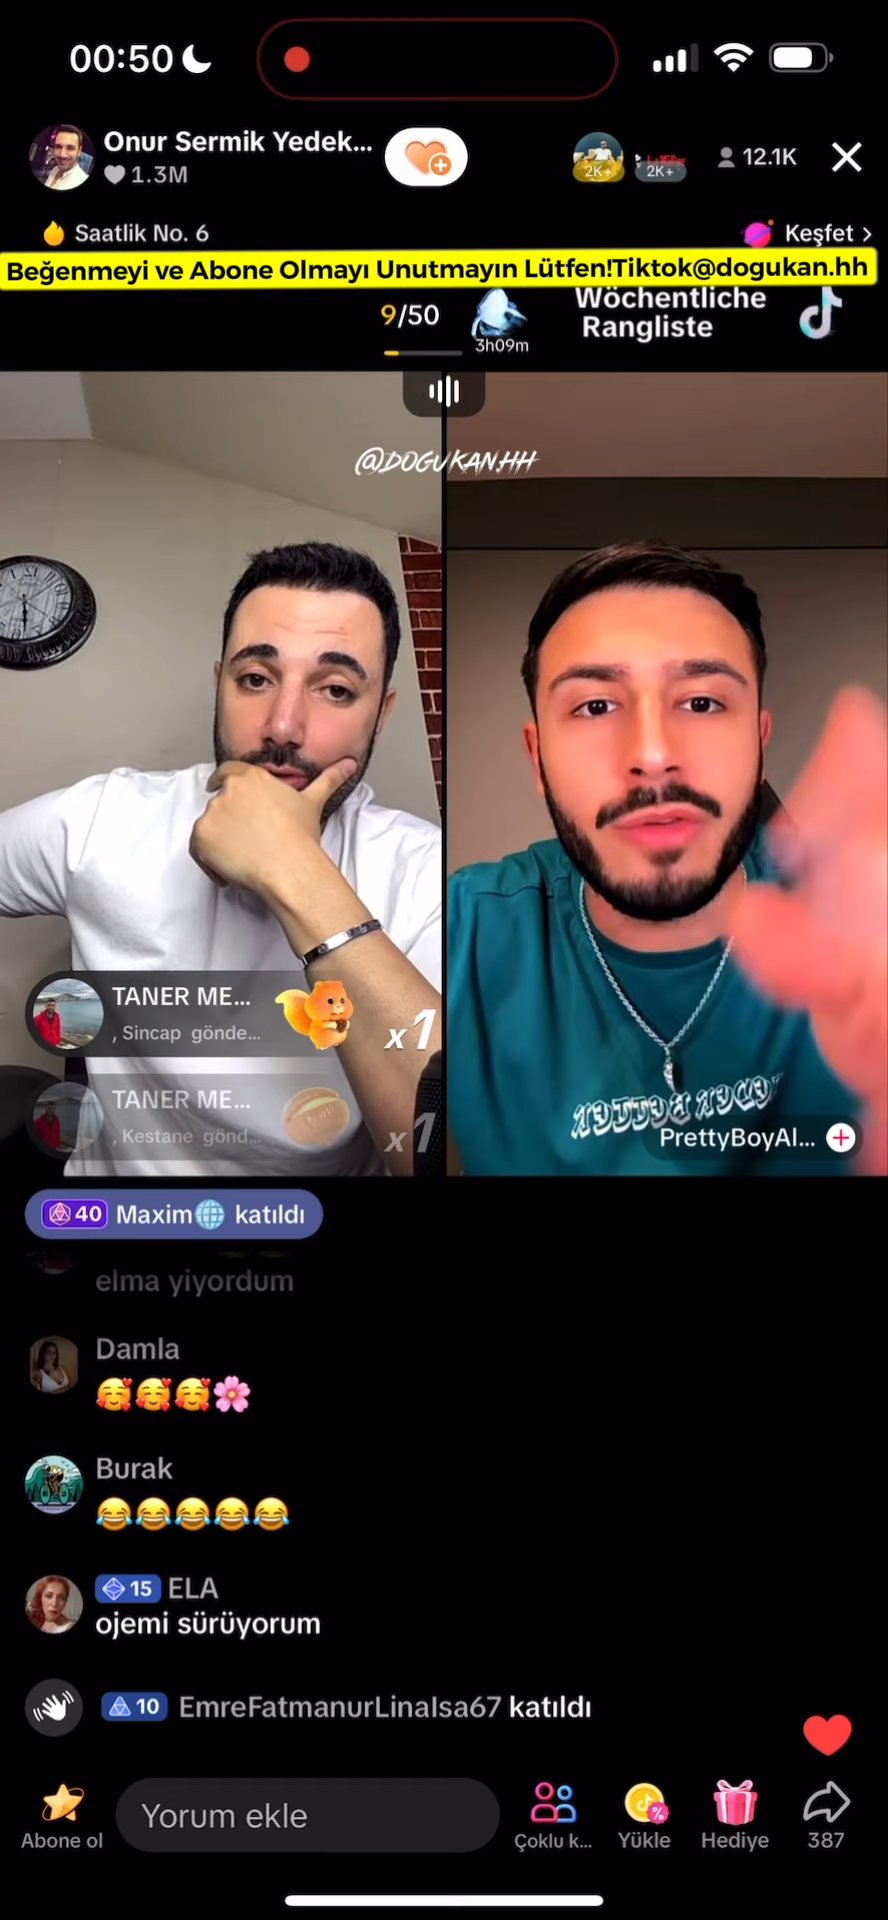 00:50
Onur Sermik Yedek...
1.3M
2K+
2K+
12.1K
Saatlik No. 6
Keşfet >
Beğenmeyi ve Abone Olmayı Unutmayın Lütfen!Tiktok@dogukan.hh
9/50
3h09m
Wöchentliche
Rangliste
@DOGUKAN.HH
TANER ME...
, Sincap gönde...
x1
TANER ME...
, Kestane gönd...
x1
PrettyBoyAl...
40 Maxim🌐 katıldı
elma yiyordum
Damla
🥰🥰🥰🌸
Burak
😂😂😂😂😂
15 ELA
ojemi sürüyorum
10 EmreFatmanurLinaIsa67 katıldı
Abone ol
Yorum ekle
Çoklu k...
Yükle
Hediye
387